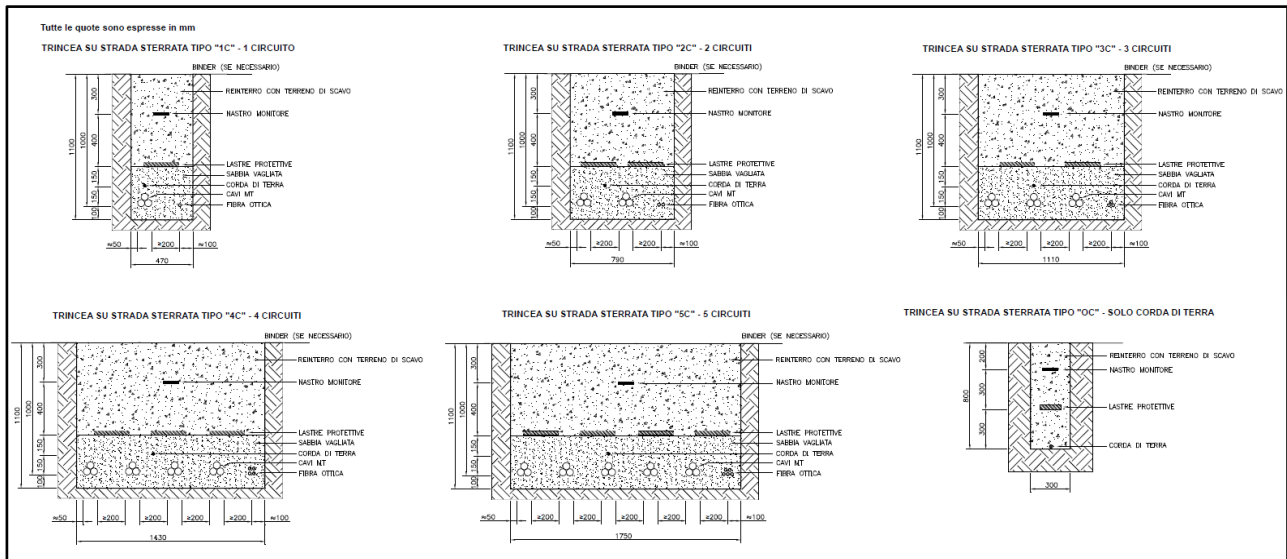 Tutte le quote sono espresse in mm
TRINCEA SU STRADA STERRATA TIPO "1C" - 1 CIRCUITO
BINDER (SE NECESSARIO)
REINTERRO CON TERRENO DI SCAVO
NASTRO MONITORE
LASTRE PROTETTIVE
SABBIA VAGLIATA
CORDA DI TERRA
CAVI MT
FIBRA OTTICA
1100
1000
300
400
150
150
100
≈50
≥200
≈100
470
TRINCEA SU STRADA STERRATA TIPO "2C" - 2 CIRCUITI
BINDER (SE NECESSARIO)
REINTERRO CON TERRENO DI SCAVO
NASTRO MONITORE
LASTRE PROTETTIVE
SABBIA VAGLIATA
CORDA DI TERRA
CAVI MT
FIBRA OTTICA
1100
1000
300
400
150
150
100
≈50
≥200
≥200
≈100
790
TRINCEA SU STRADA STERRATA TIPO "3C" - 3 CIRCUITI
BINDER (SE NECESSARIO)
REINTERRO CON TERRENO DI SCAVO
NASTRO MONITORE
LASTRE PROTETTIVE
SABBIA VAGLIATA
CORDA DI TERRA
CAVI MT
FIBRA OTTICA
1100
1000
300
400
150
150
100
≈50
≥200
≥200
≥200
≈100
1110
TRINCEA SU STRADA STERRATA TIPO "4C" - 4 CIRCUITI
BINDER (SE NECESSARIO)
REINTERRO CON TERRENO DI SCAVO
NASTRO MONITORE
LASTRE PROTETTIVE
SABBIA VAGLIATA
CORDA DI TERRA
CAVI MT
FIBRA OTTICA
1100
1000
300
400
150
150
100
≈50
≥200
≥200
≥200
≥200
≈100
1430
TRINCEA SU STRADA STERRATA TIPO "5C" - 5 CIRCUITI
BINDER (SE NECESSARIO)
REINTERRO CON TERRENO DI SCAVO
NASTRO MONITORE
LASTRE PROTETTIVE
SABBIA VAGLIATA
CORDA DI TERRA
CAVI MT
FIBRA OTTICA
1100
1000
300
400
150
150
100
≈50
≥200
≥200
≥200
≥200
≥200
≈100
1750
TRINCEA SU STRADA STERRATA TIPO "OC" - SOLO CORDA DI TERRA
REINTERRO CON TERRENO DI SCAVO
NASTRO MONITORE
LASTRE PROTETTIVE
CORDA DI TERRA
800
200
300
300
300